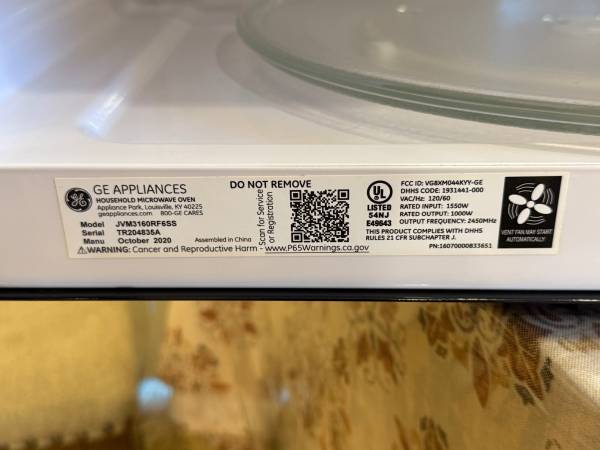 GE APPLIANCES
HOUSEHOLD MICROWAVE OVEN
Appliance Park, Louisville, KY 40225
geappliances.com 800-GE CARES
Model JVM3160RF6SS
Serial TR204835A
Manu October 2020 Assembled in China
WARNING: Cancer and Reproductive Harm - www.P65Warnings.ca.gov
DO NOT REMOVE
Scan for Service
or Registration
UL
LISTED
54NJ
E49643
FCC ID: VG8XM044KYY-GE
DHHS CODE: 1931441-000
VAC/Hz: 120/60
RATED INPUT: 1550W
RATED OUTPUT: 1000W
OUTPUT FREQUENCY: 2450MHz
THIS PRODUCT COMPLIES WITH DHHS
RULES 21 CFR SUBCHAPTER J.
PN:16070000B33651
VENT FAN MAY START
AUTOMATICALLY.